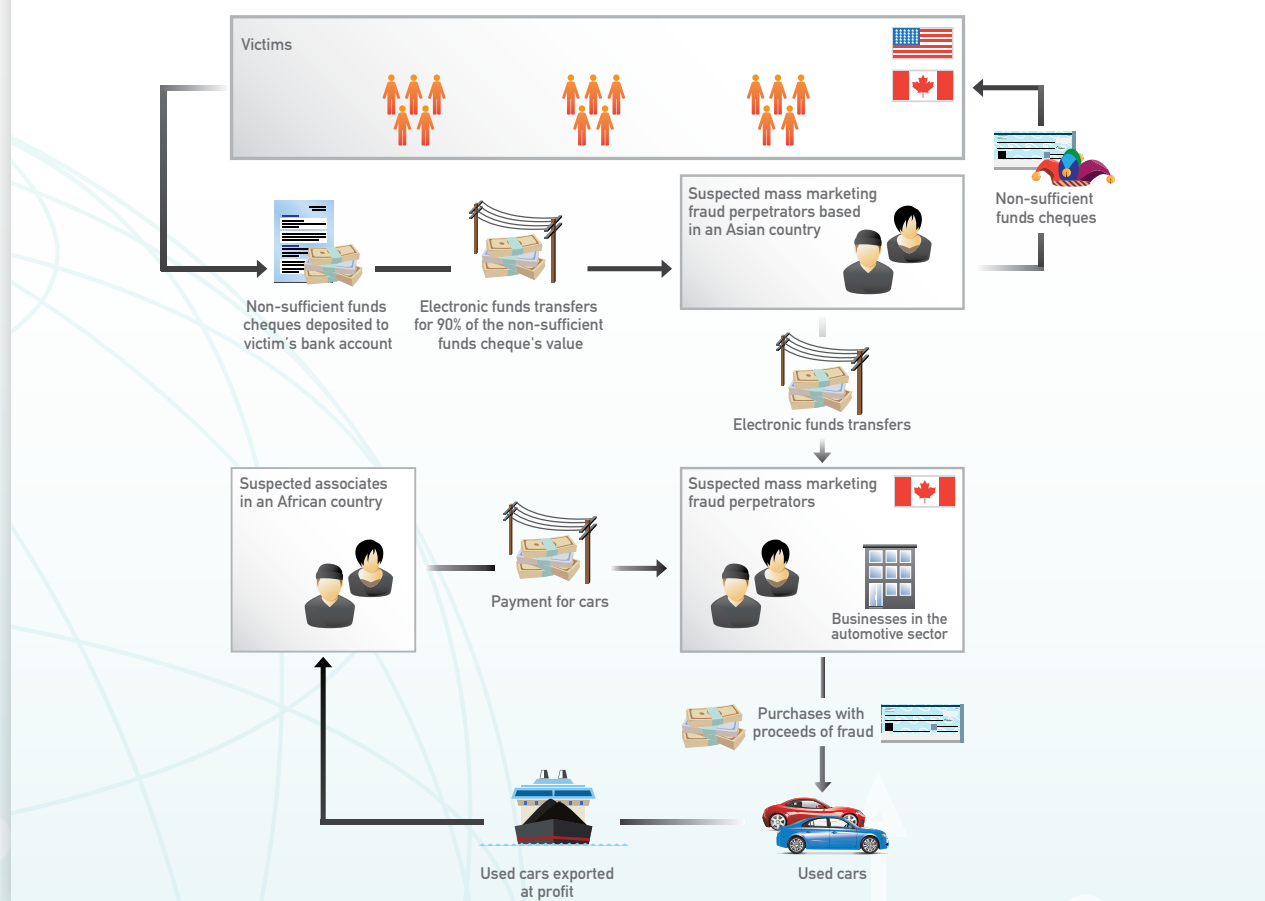 Victims
Suspected mass marketing
fraud perpetrators based
in an Asian country
Non-sufficient
funds cheques
Non-sufficient funds
cheques deposited to
victim's bank account
Electronic funds transfers
for 90% of the non-sufficient
funds cheque's value
Electronic funds transfers
Suspected associates
in an African country
Payment for cars
Suspected mass marketing
fraud perpetrators
Businesses in the
automotive sector
Purchases with
proceeds of fraud
Used cars exported
at profit
Used cars